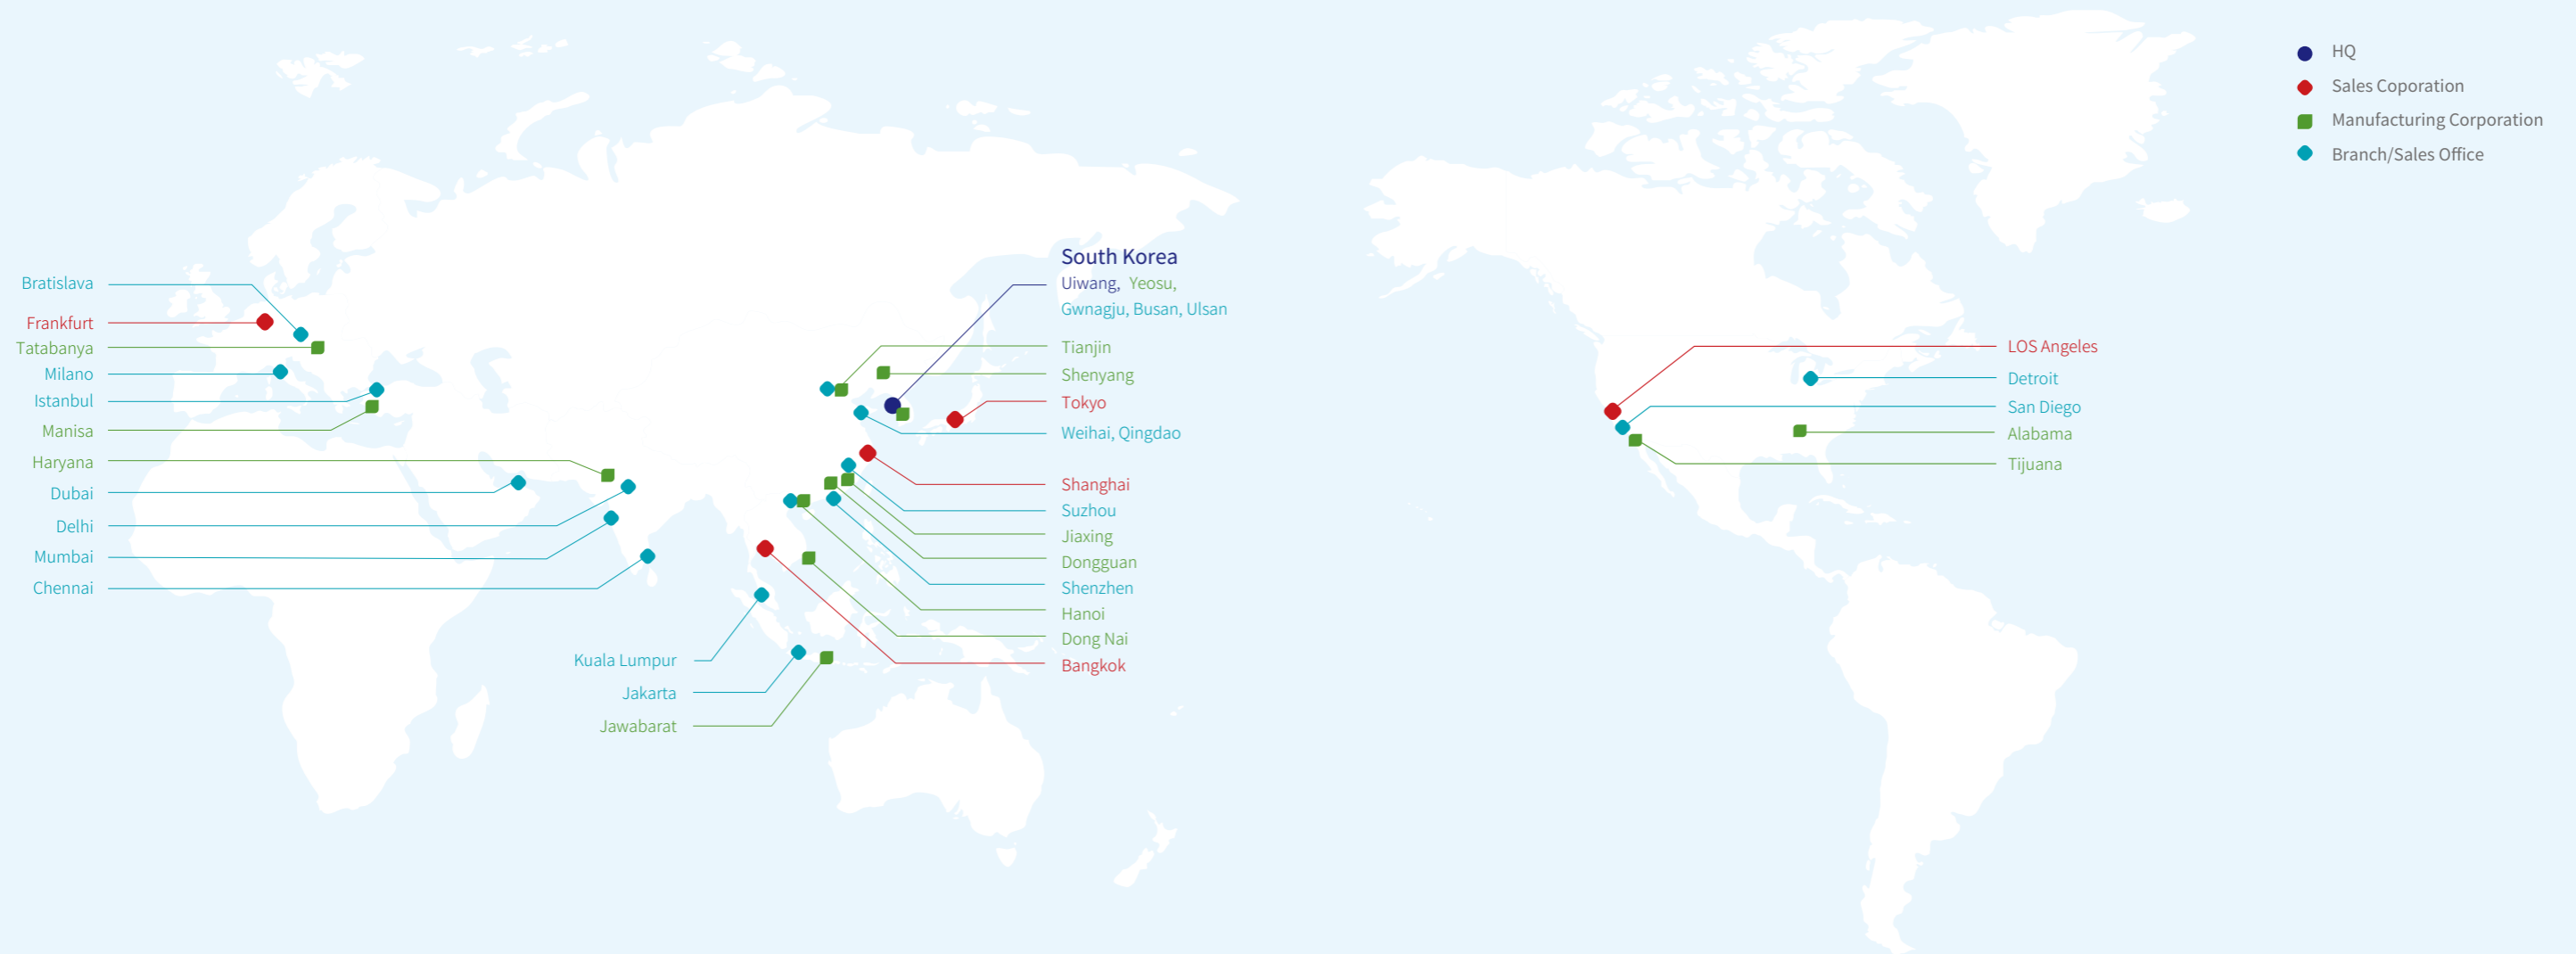 HQ
Sales Coporation
Manufacturing Corporation
Branch/Sales Office
Bratislava
Frankfurt
Tatabanya
Milano
Istanbul
Manisa
Haryana
Dubai
Delhi
Mumbai
Chennai
Kuala Lumpur
Jakarta
Jawabarat
South Korea
Uiwang, Yeosu,
Gwnagju, Busan, Ulsan
Tianjin
Shenyang
Tokyo
Weihai, Qingdao
Shanghai
Suzhou
Jiaxing
Dongguan
Shenzhen
Hanoi
Dong Nai
Bangkok
LOS Angeles
Detroit
San Diego
Alabama
Tijuana